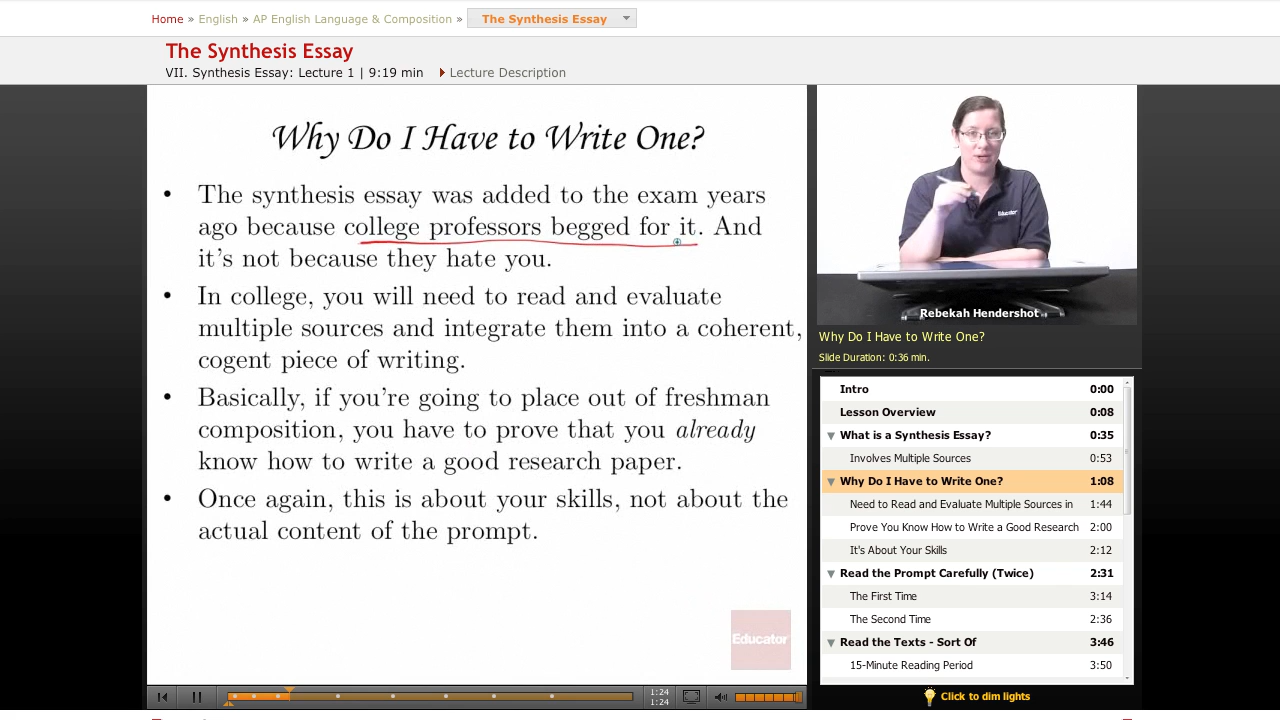 Home » English » AP English Language & Composition » The Synthesis Essay
The Synthesis Essay
VII. Synthesis Essay: Lecture 1 | 9:19 min Lecture Description
Why Do I Have to Write One?
• The synthesis essay was added to the exam years
ago because college professors begged for it. And
it's not because they hate you.
• In college, you will need to read and evaluate
multiple sources and integrate them into a coherent,
cogent piece of writing.
• Basically, if you're going to place out of freshman
composition, you have to prove that you already
know how to write a good research paper.
• Once again, this is about your skills, not about the
actual content of the prompt.
Educator
1:24
1:24
Educator
Rebekah Hendershot
Why Do I Have to Write One?
Slide Duration: 0:36 min.
Intro 0:00
Lesson Overview 0:08
What is a Synthesis Essay? 0:35
Involves Multiple Sources 0:53
Why Do I Have to Write One? 1:08
Need to Read and Evaluate Multiple Sources in 1:44
Prove You Know How to Write a Good Research 2:00
It's About Your Skills 2:12
Read the Prompt Carefully (Twice) 2:31
The First Time 3:14
The Second Time 2:36
Read the Texts - Sort Of 3:46
15-Minute Reading Period 3:50
Click to dim lights